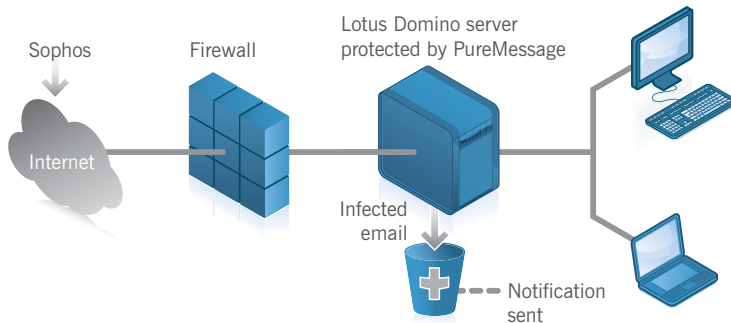 Sophos
Firewall
Lotus Domino server
protected by PureMessage
Internet
Infected
email
Notification
sent